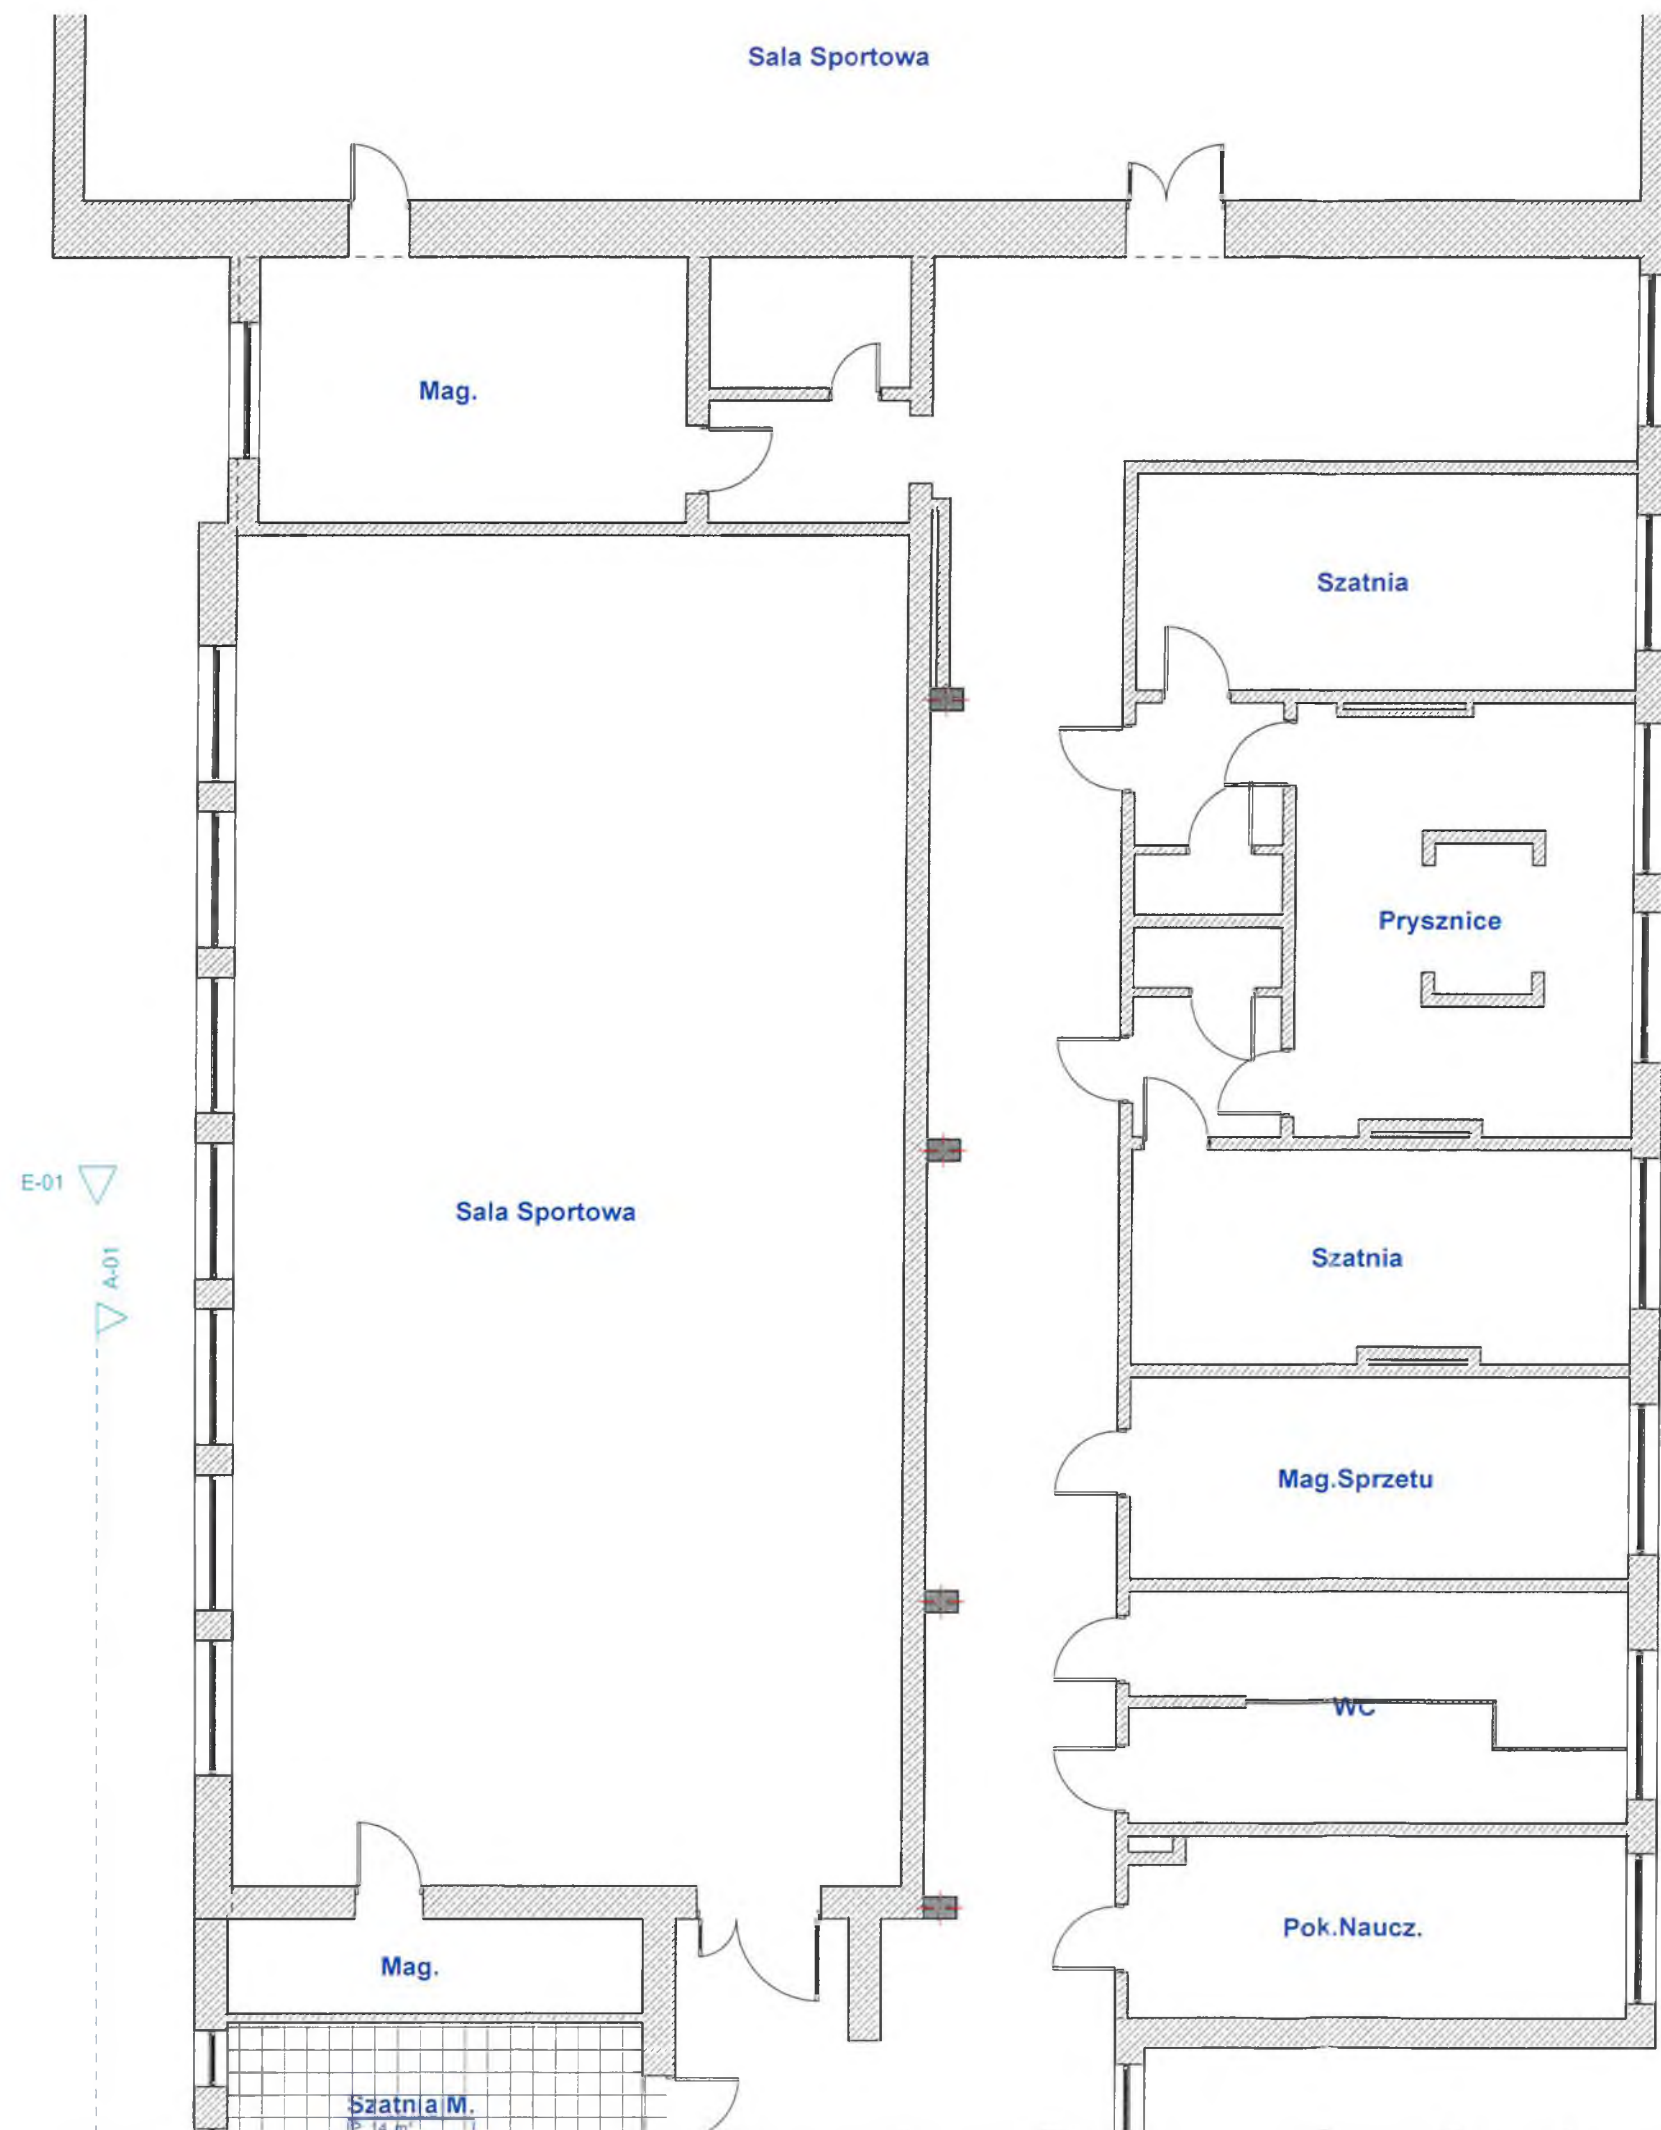 Sala Sportowa
Mag.
Szatnia
Prysznice
E-01
A-01
Sala Sportowa
Szatnia
Mag.Sprzetu
WC
Pok.Naucz.
Mag.
Szatnia M.